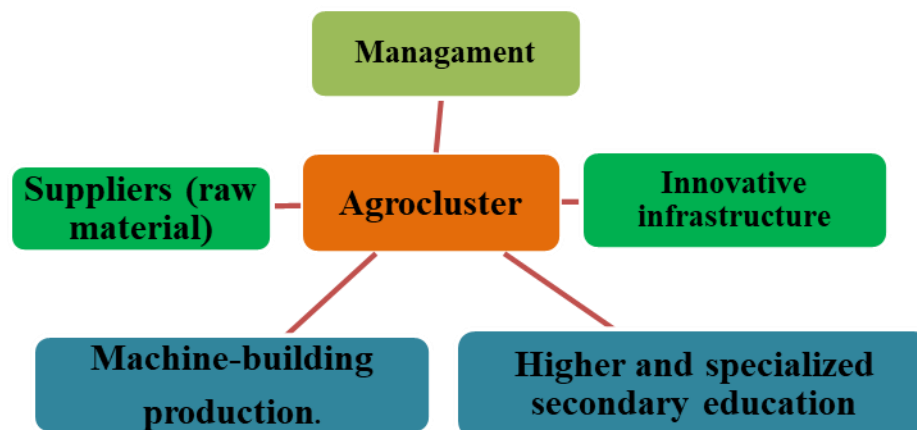 Managament
Suppliers (raw
material)
Agrocluster
Innovative
infrastructure
Machine-building
production.
Higher and specialized
secondary education